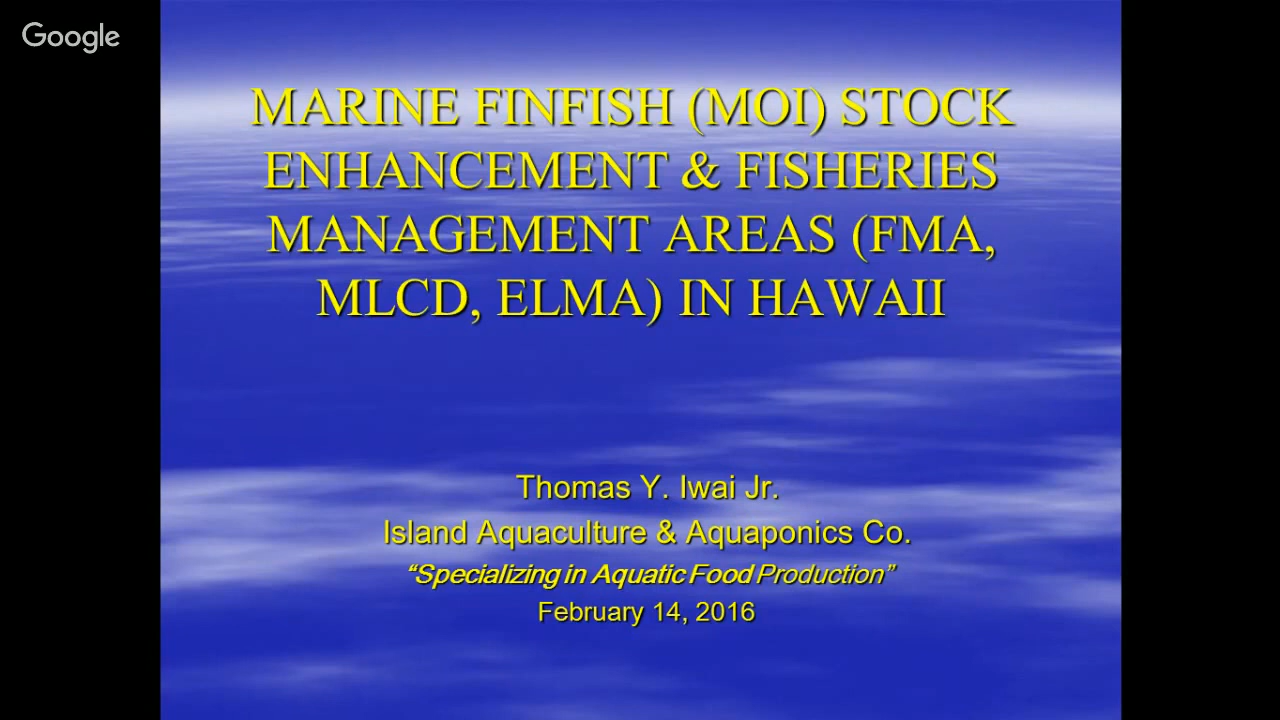 Google
MARINE FINFISH (MOI) STOCK
ENHANCEMENT & FISHERIES
MANAGEMENT AREAS (FMA,
MLCD, ELMA) IN HAWAII
Thomas Y. Iwai Jr.
Island Aquaculture & Aquaponics Co.
“Specializing in Aquatic Food Production”
February 14, 2016